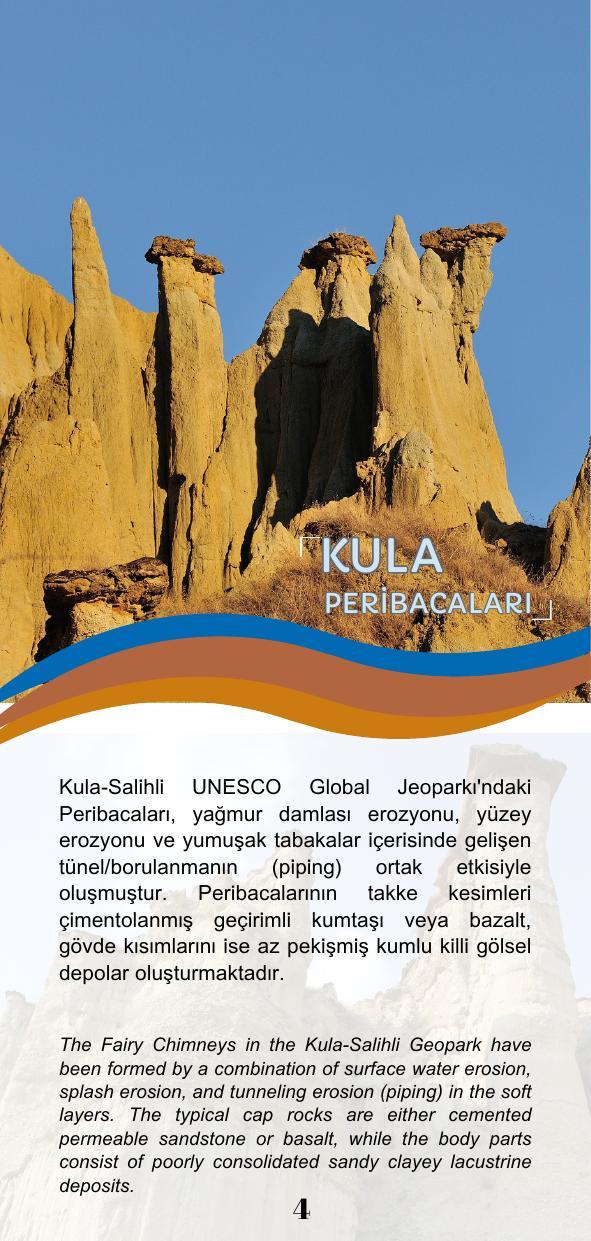 KULA
PERİBACALARI
Kula-Salihli UNESCO Global Jeoparkı'ndaki
Peribacaları, yağmur damlası erozyonu, yüzey
erozyonu ve yumuşak tabakalar içerisinde gelişen
tünel/borulanmanın (piping) ortak etkisiyle
oluşmuştur. Peribacalarının takke kesimleri
çimentolanmış geçirimli kumtaşı veya bazalt,
gövde kısımlarını ise az pekişmiş kumlu killi gölsel
depolar oluşturmaktadır.
The Fairy Chimneys in the Kula-Salihli Geopark have
been formed by a combination of surface water erosion,
splash erosion, and tunneling erosion (piping) in the soft
layers. The typical cap rocks are either cemented
permeable sandstone or basalt, while the body parts
consist of poorly consolidated sandy clayey lacustrine
deposits.
4